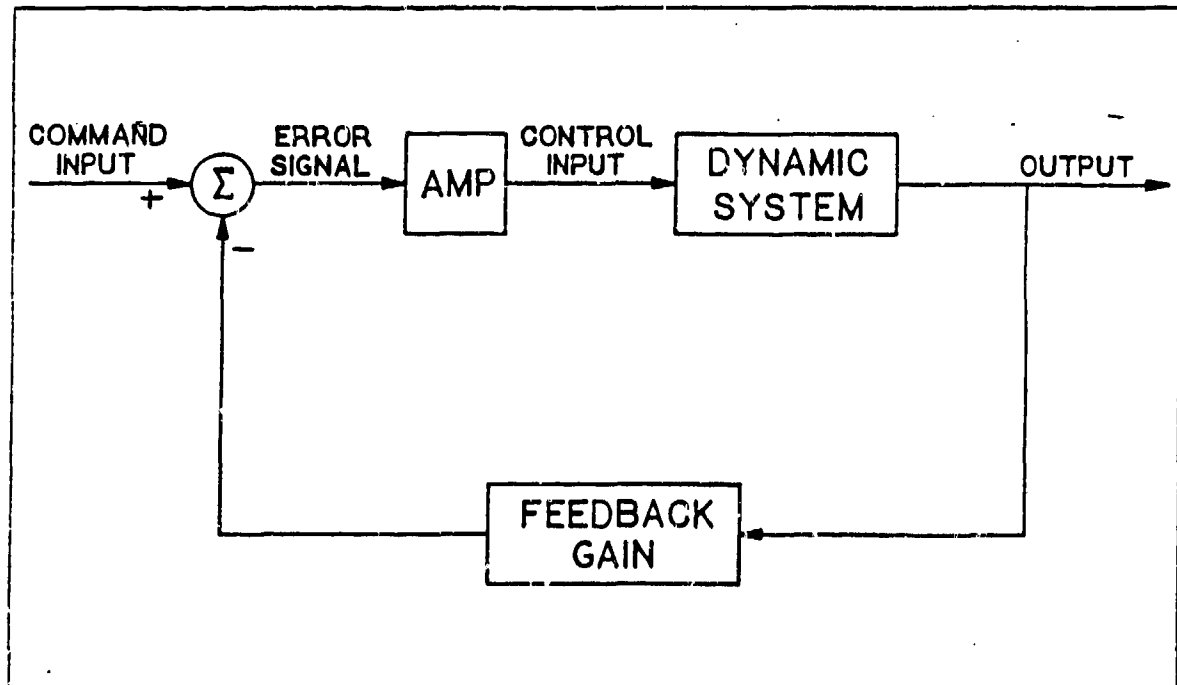 COMMAND
INPUT
+
Σ
-
ERROR
SIGNAL
AMP
CONTROL
INPUT
DYNAMIC
SYSTEM
OUTPUT
FEEDBACK
GAIN